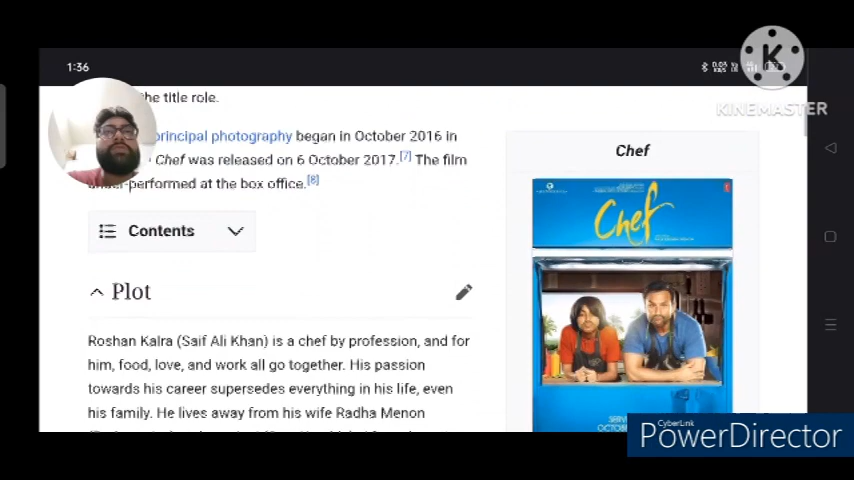 1:36
KINEMASTER
the title role.
principal photography began in October 2016 in
Chef was released on 6 October 2017.[7] The film
under-performed at the box office.[8]
Contents
Plot
Roshan Kalra (Saif Ali Khan) is a chef by profession, and for
him, food, love, and work all go together. His passion
towards his career supersedes everything in his life, even
his family. He lives away from his wife Radha Menon
Chef
Chef
CyberLink
PowerDirector